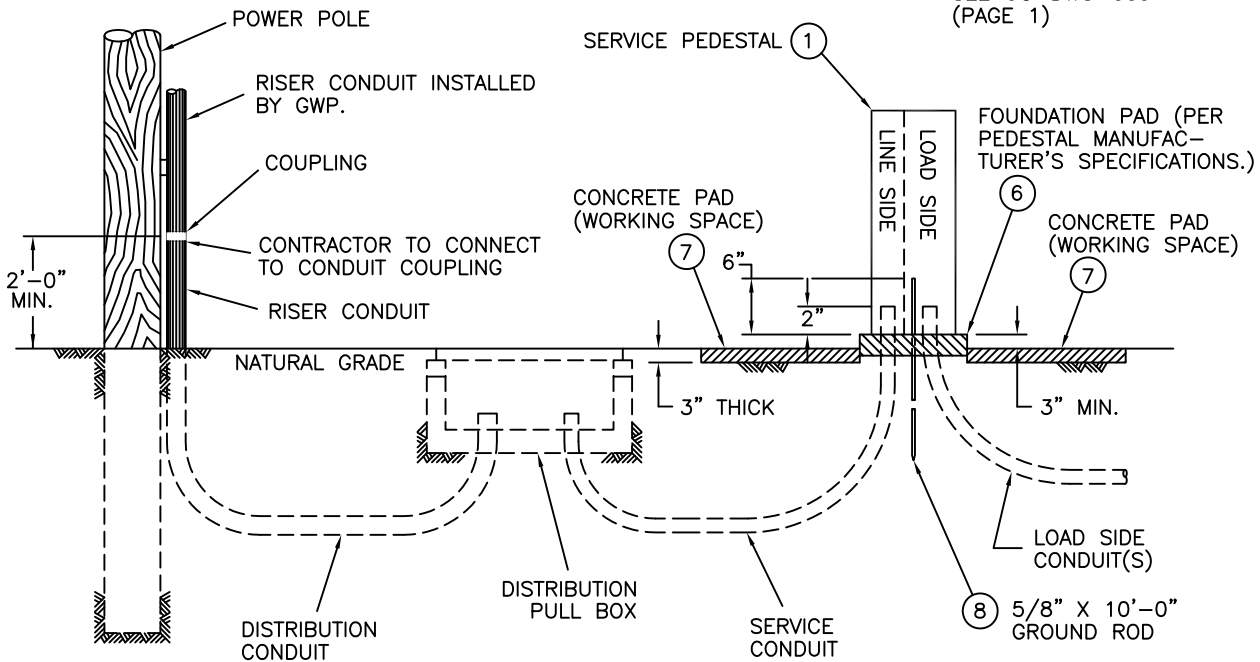 (PAGE 1)
POWER POLE
SERVICE PEDESTAL 1
RISER CONDUIT INSTALLED
BY GWP.
FOUNDATION PAD (PER
PEDESTAL MANUFAC–
TURER'S SPECIFICATIONS.)
6
COUPLING
LINE SIDE
LOAD SIDE
CONCRETE PAD
(WORKING SPACE)
7
CONCRETE PAD
(WORKING SPACE)
7
CONTRACTOR TO CONNECT
TO CONDUIT COUPLING
2'–0"
MIN.
RISER CONDUIT
6"
2"
NATURAL GRADE
3" THICK
3" MIN.
LOAD SIDE
CONDUIT(S)
DISTRIBUTION
PULL BOX
DISTRIBUTION
CONDUIT
SERVICE
CONDUIT
8 5/8" X 10'–0"
GROUND ROD